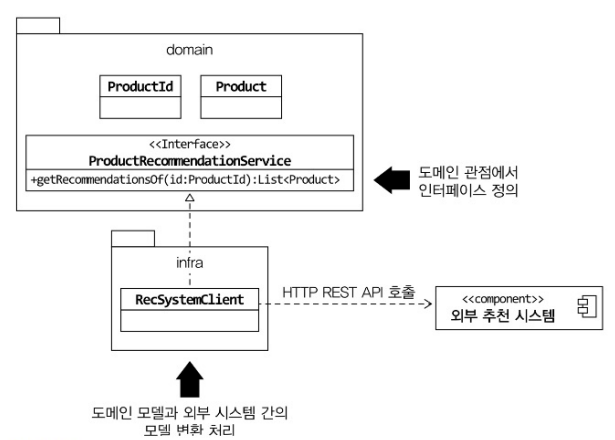 domain
ProductId
Product
<<Interface>>
ProductRecommendationService
+getRecommendationsOf(id:ProductId):List<Product>
도메인 관점에서
인터페이스 정의
infra
RecSystemClient
HTTP REST API 호출
<<component>>
외부 추천 시스템
도메인 모델과 외부 시스템 간의
모델 변환 처리